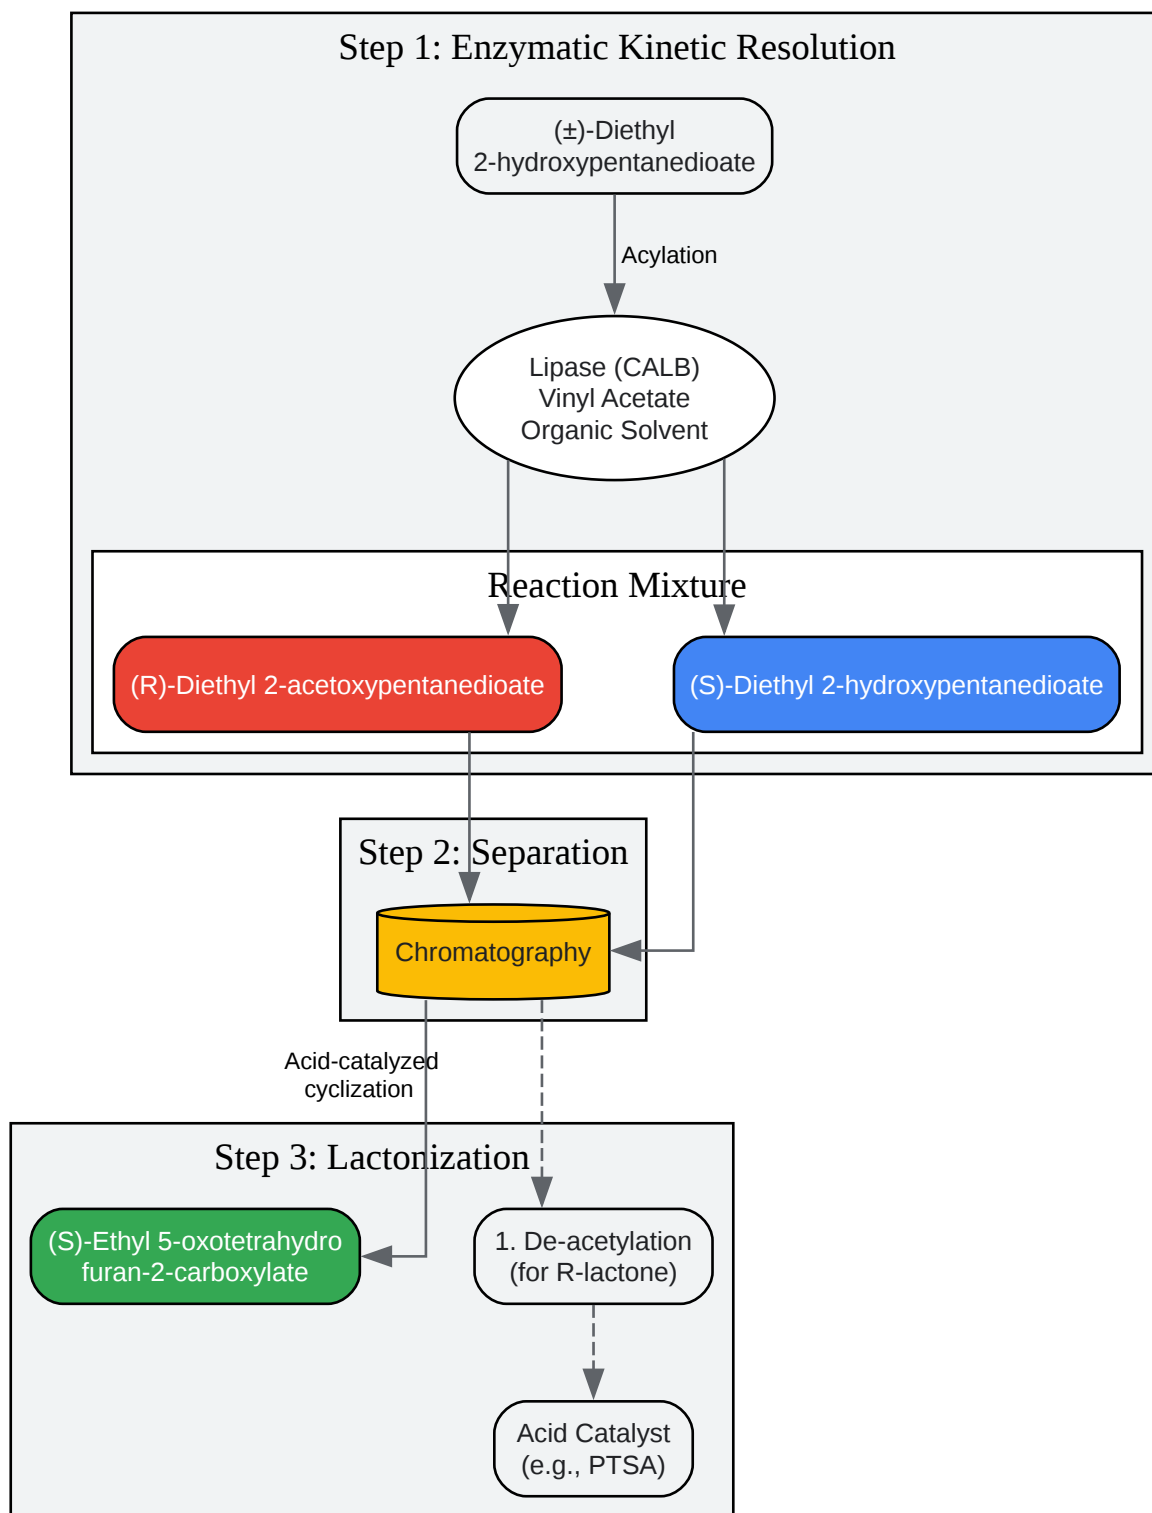 Step 1: Enzymatic Kinetic Resolution
(±)-Diethyl
2-hydroxypentanedioate
Acylation
Lipase (CALB)
Vinyl Acetate
Organic Solvent
Reaction Mixture
(R)-Diethyl 2-acetoxypentanedioate
(S)-Diethyl 2-hydroxypentanedioate
Step 2: Separation
Chromatography
Acid-catalyzed
cyclization
Step 3: Lactonization
(S)-Ethyl 5-oxotetrahydro
furan-2-carboxylate
1. De-acetylation
(for R-lactone)
Acid Catalyst
(e.g., PTSA)